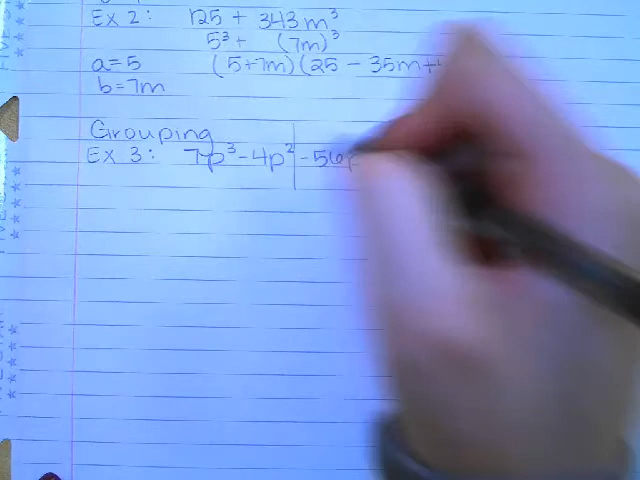 Ex 2: 125 + 343m³
5³ + (7m)³
a=5 (5+7m)(25 - 35m+
b=7m
Grouping
Ex 3: 7p³-4p² -56p